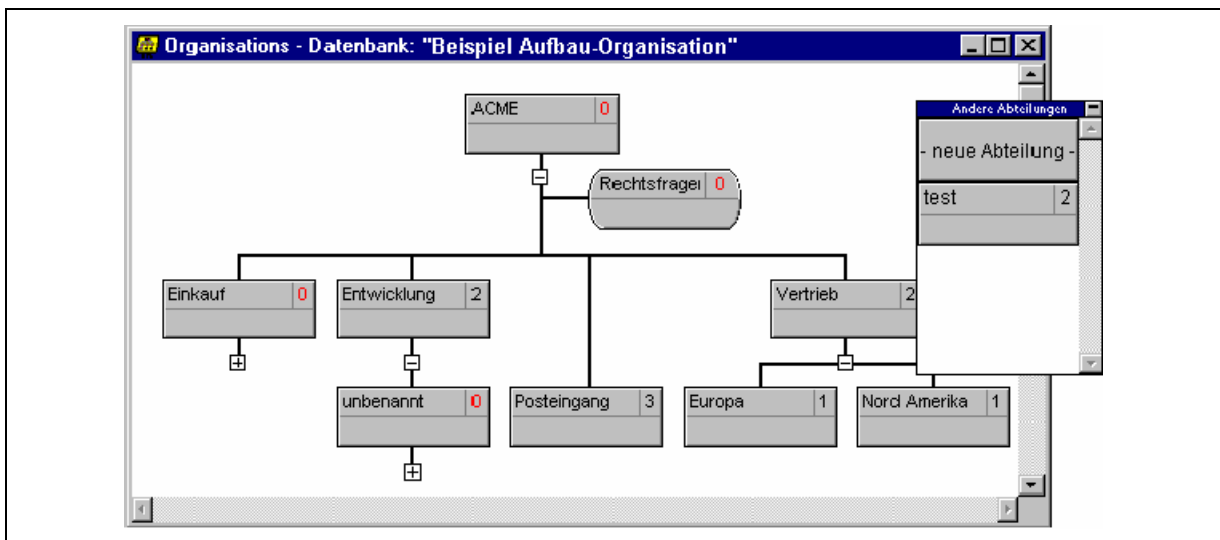 Organisations - Datenbank: "Beispiel Aufbau-Organisation"
ACME 0
Andere Abteilungen
- neue Abteilung -
Rechtsfragen 0
test 2
Einkauf 0
Entwicklung 2
Vertrieb 2
unbenannt 0
Posteingang 3
Europa 1
Nord Amerika 1